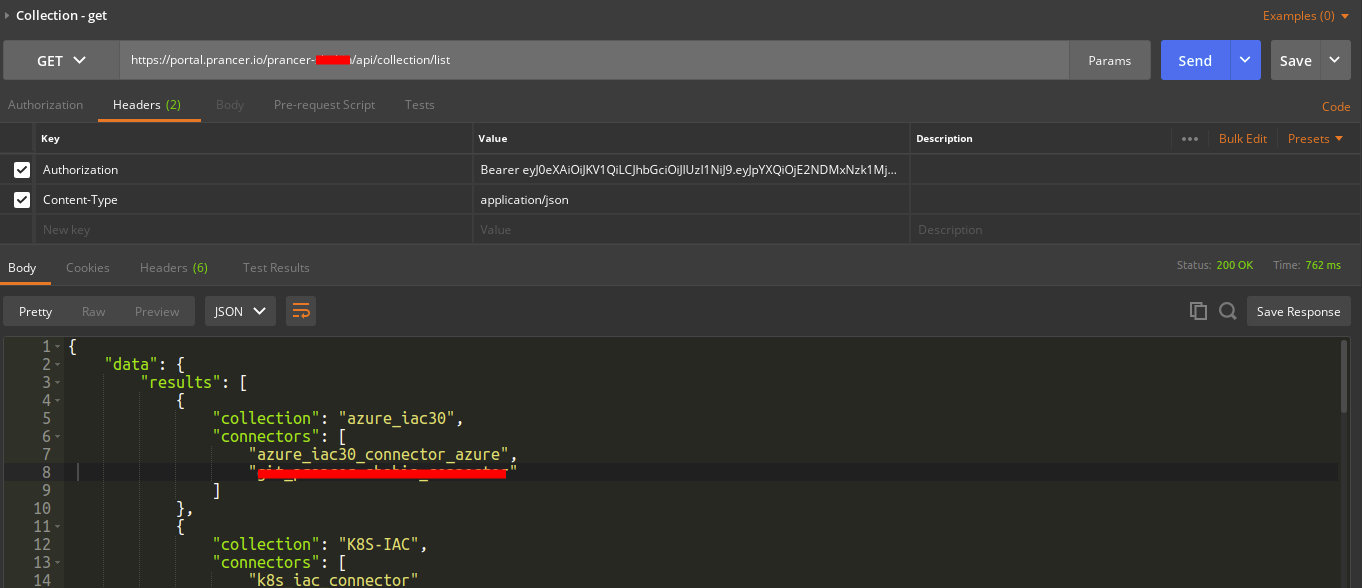 Collection - get
Examples (0)
GET
https://portal.prancer.io/prancer- /api/collection/list
Params
Send
Save
Authorization
Headers (2)
Body
Pre-request Script
Tests
Code
Key
Value
Description
•••
Bulk Edit
Presets
Authorization
Bearer eyJ0eXAiOiJKV1QiLCJhbGciOiJIUzI1NiJ9.eyJpYXQiOjE2NDMxNzk1Mj...
Content-Type
application/json
New key
Value
Description
Body
Cookies
Headers (6)
Test Results
Status: 200 OK
Time: 762 ms
Pretty
Raw
Preview
JSON
Save Response
1 {
2 "data": {
3 "results": [
4 {
5 "collection": "azure_iac30",
6 "connectors": [
7 "azure_iac30_connector_azure",
8 " "
9 ]
10 },
11 {
12 "collection": "K8S-IAC",
13 "connectors": [
14 "k8s_iac_connector"